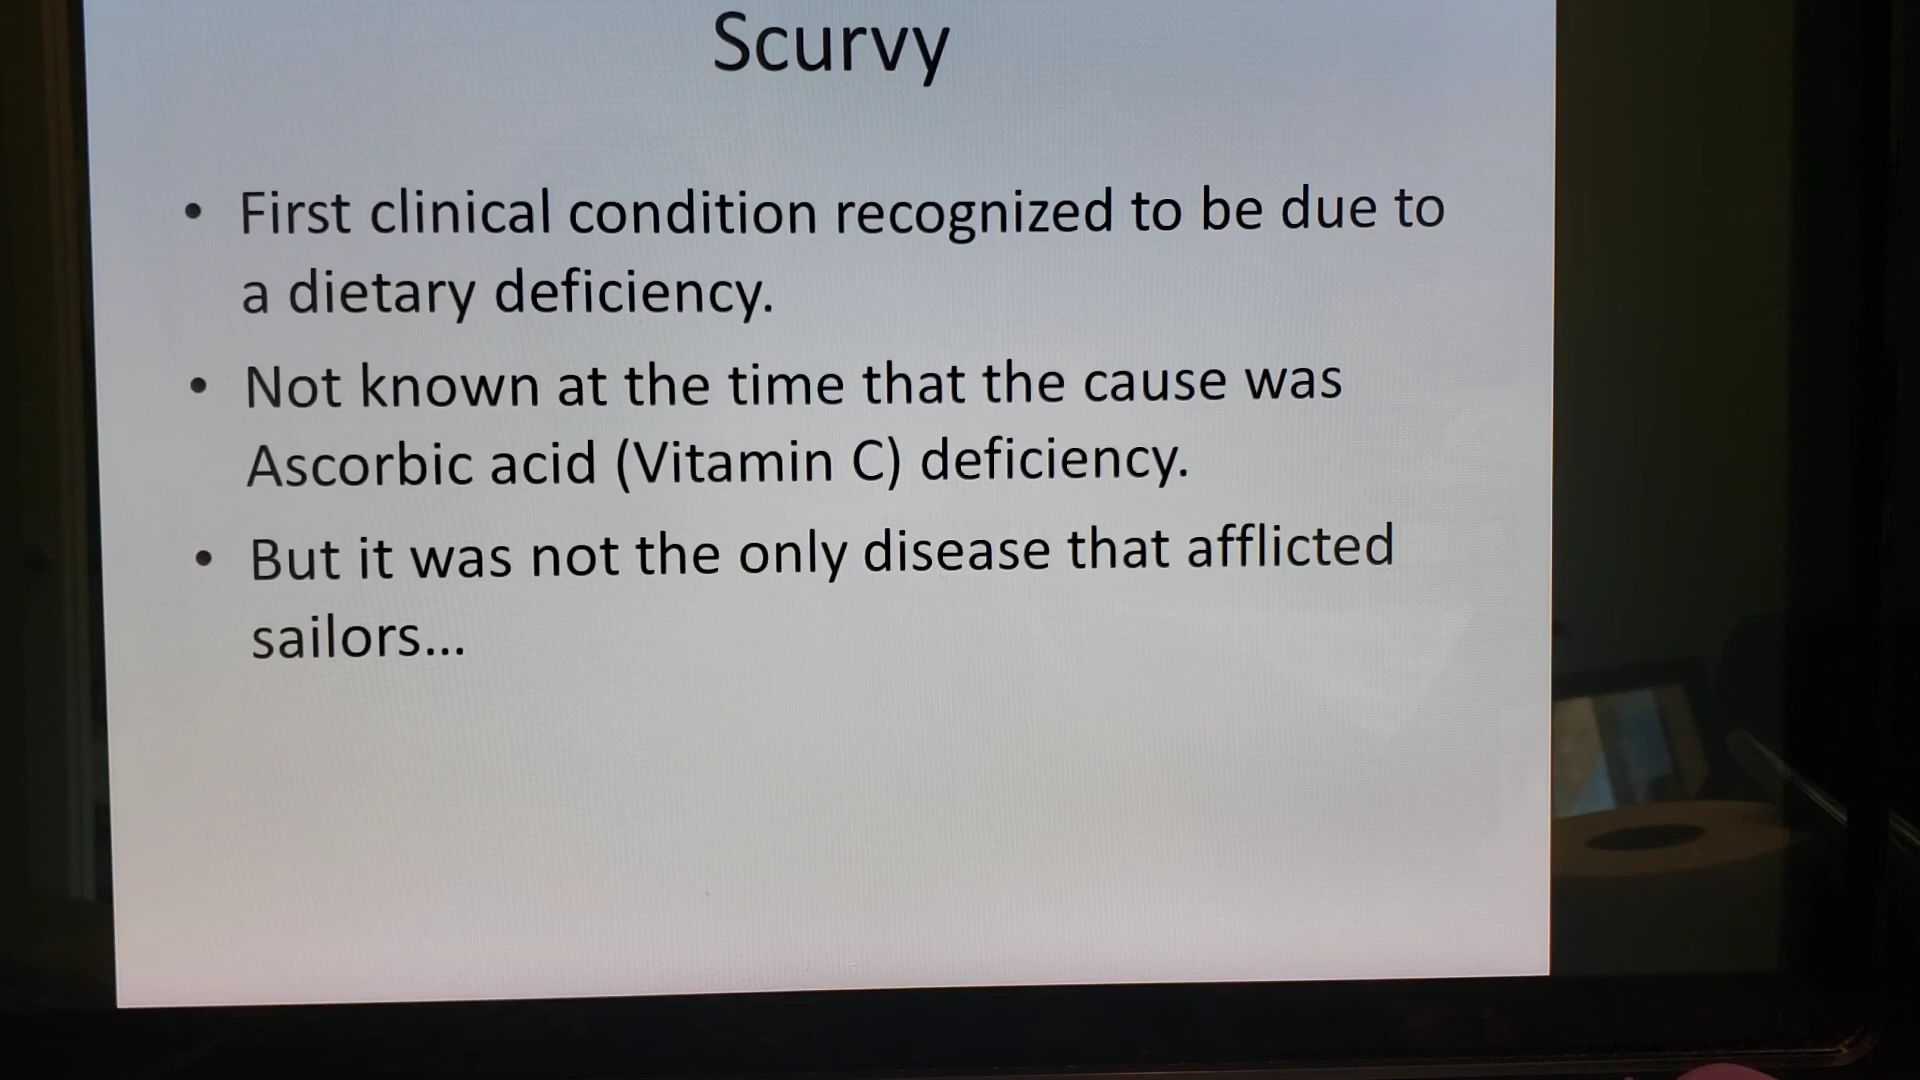 Scurvy
• First clinical condition recognized to be due to
a dietary deficiency.
• Not known at the time that the cause was
Ascorbic acid (Vitamin C) deficiency.
• But it was not the only disease that afflicted
sailors...